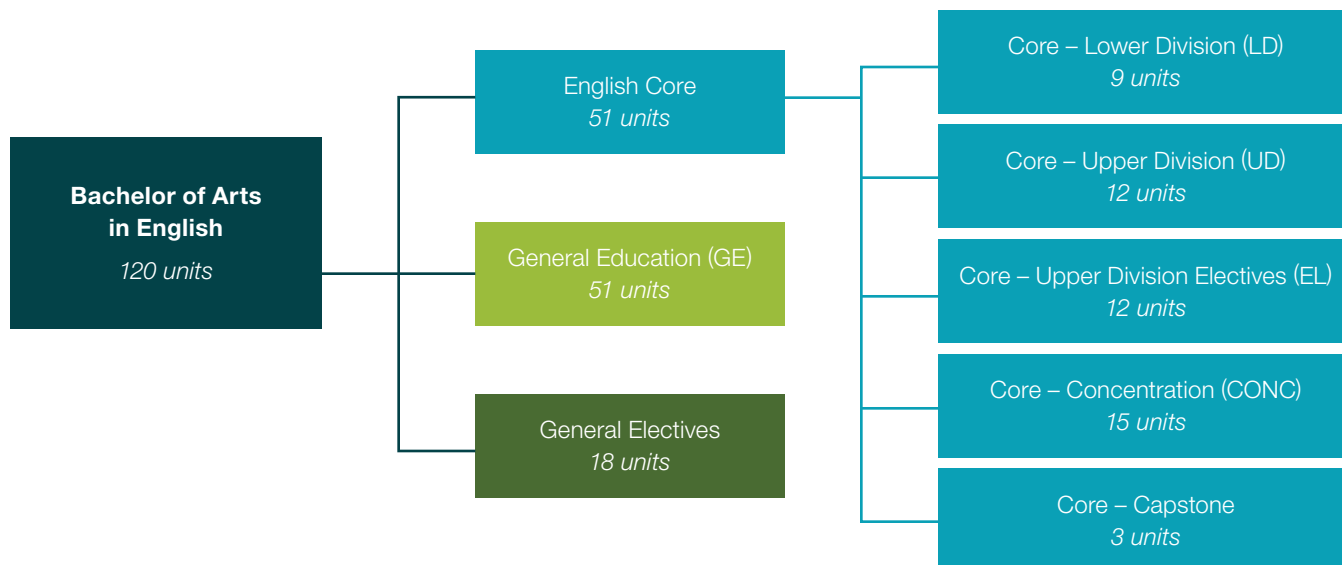 Bachelor of Arts
in English
120 units
English Core
51 units
General Education (GE)
51 units
General Electives
18 units
Core – Lower Division (LD)
9 units
Core – Upper Division (UD)
12 units
Core – Upper Division Electives (EL)
12 units
Core – Concentration (CONC)
15 units
Core – Capstone
3 units